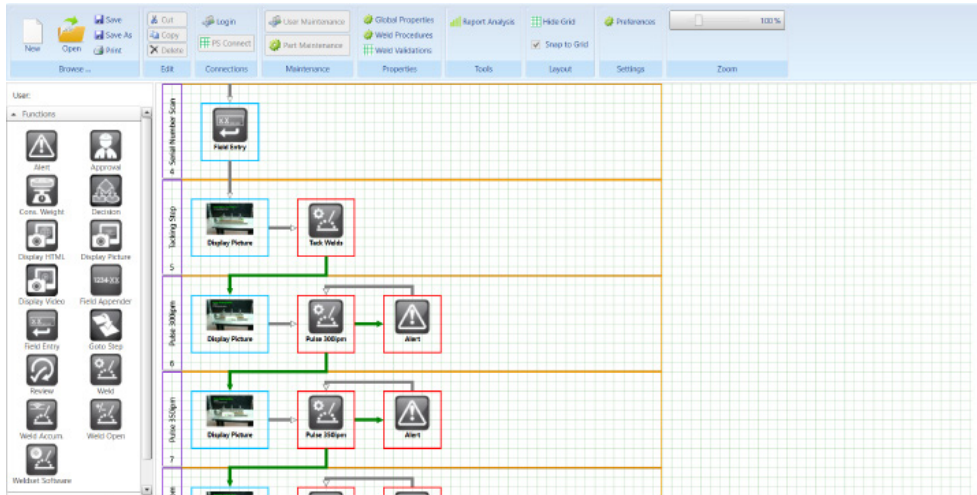 New
Open
Save
Save As
Print
Browse ...
Cut
Copy
Delete
Edit
Login
PS Connect
Connections
User Maintenance
Part Maintenance
Maintenance
Global Properties
Weld Procedures
Weld Validations
Properties
Report Analysis
Tools
Hide Grid
Snap to Grid
Layout
Preferences
Settings
100 %
Zoom
User:
Functions
Alert
Approval
Cons. Weight
Decision
Display HTML
Display Picture
Display Video
Field Appender
Field Entry
Goto Step
Review
Weld
Weld Accum.
Weld Open
Weldset Software
4 Serial Number Scan
Field Entry
5 Tacking Step
Display Picture
Tack Welds
6 Pulse 300ipm
Display Picture
Pulse 300ipm
Alert
7 Pulse 350ipm
Display Picture
Pulse 350ipm
Alert